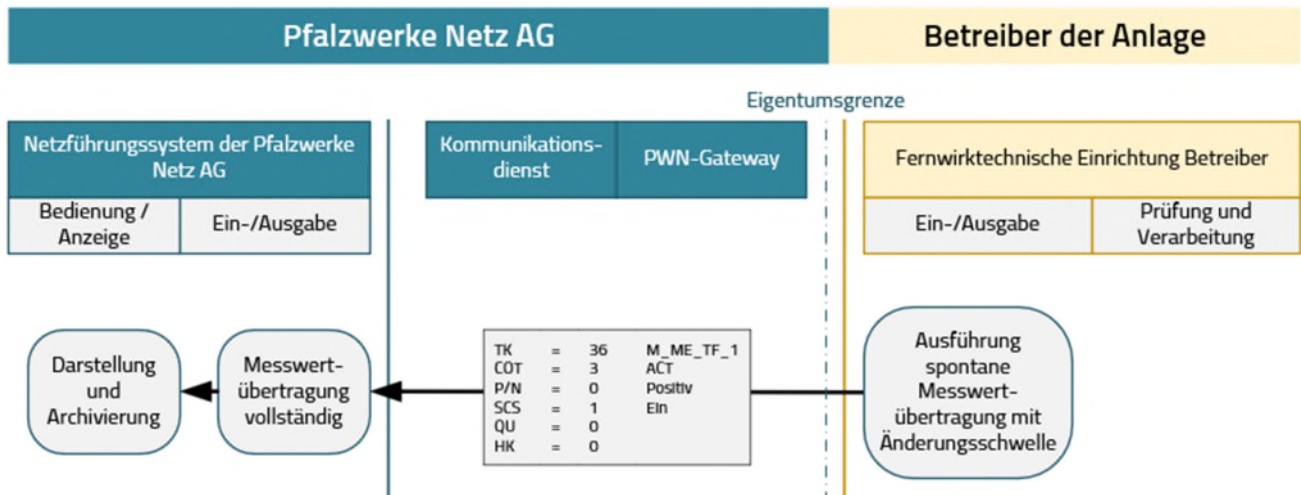 Pfalzwerke Netz AG
Betreiber der Anlage
Eigentumsgrenze
Netzführungssystem der Pfalzwerke
Netz AG
Bedienung /
Anzeige
Ein-/Ausgabe
Kommunikations-
dienst
PWN-Gateway
Fernwirktechnische Einrichtung Betreiber
Ein-/Ausgabe
Prüfung und
Verarbeitung
Darstellung
und
Archivierung
Messwert-
übertragung
vollständig
TK = 36 M_ME_TF_1
COT = 3 ACT
P/N = 0 Positiv
SCS = 1 Ein
QU = 0
HK = 0
Ausführung
spontane
Messwert-
übertragung mit
Änderungsschwelle